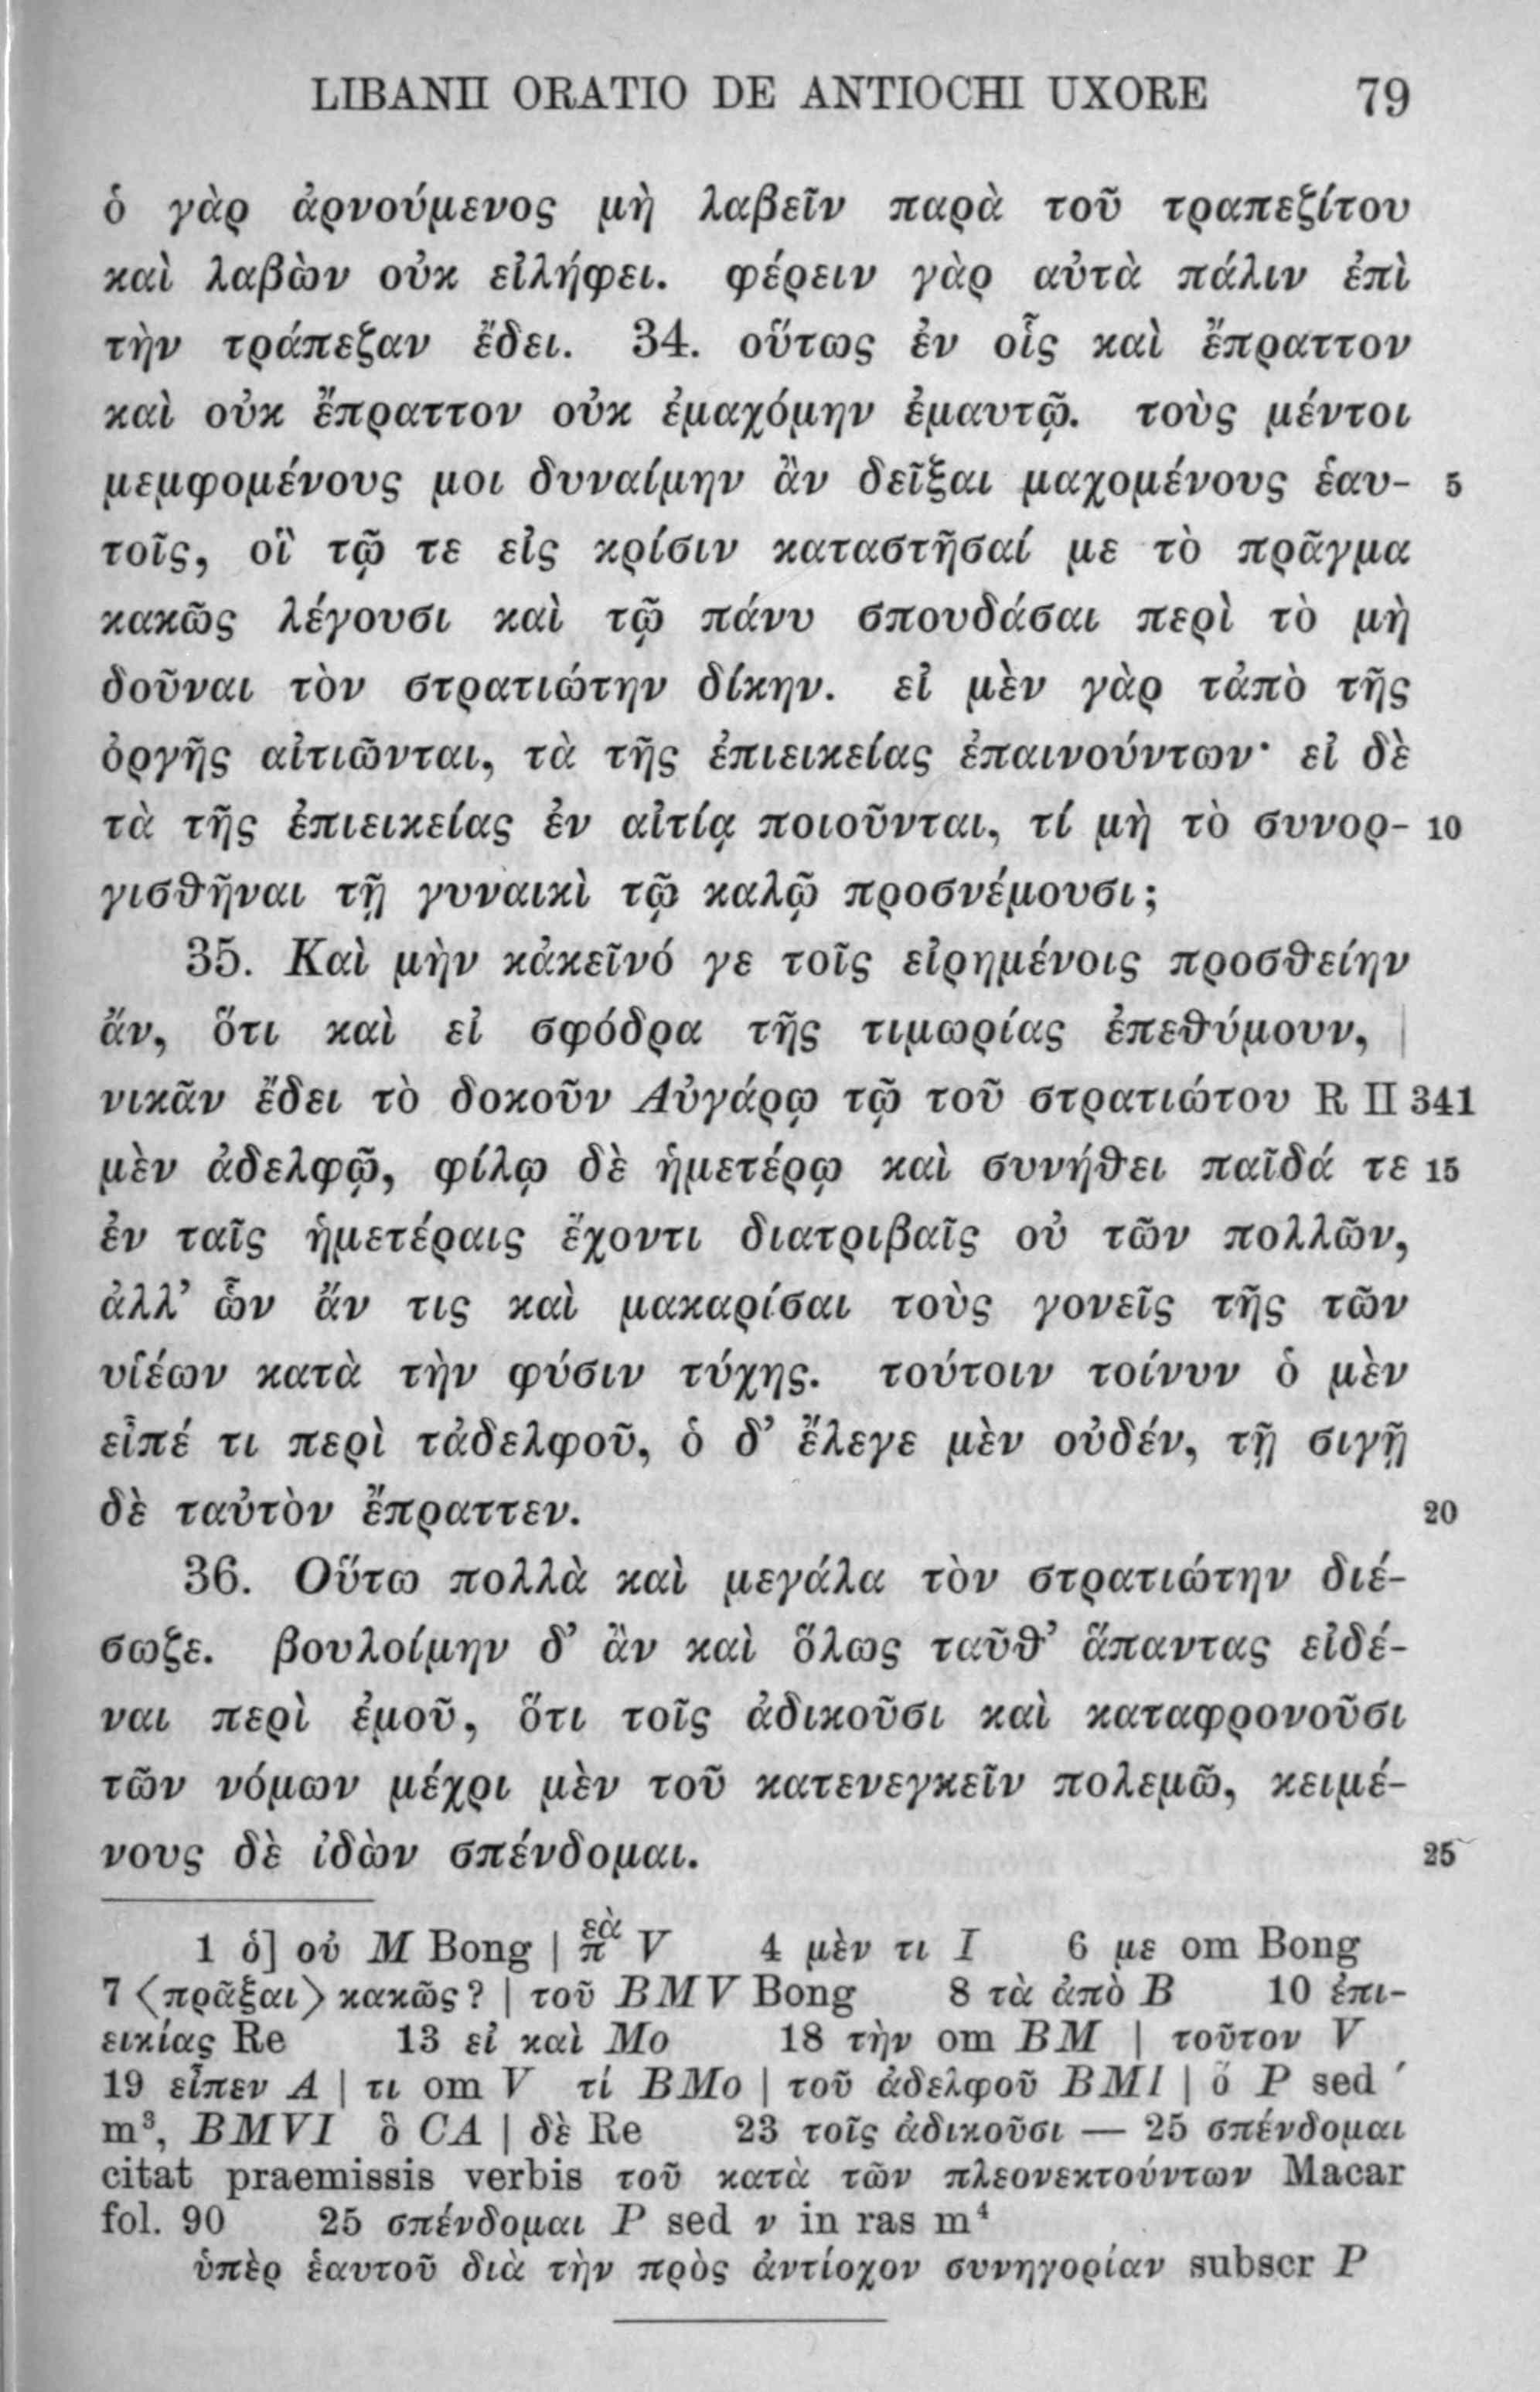 LIBANII ORATIO DE ANTIOCHI UXORE 79
ὁ γὰρ ἀρνούμενος μὴ λαβεῖν παρὰ τοῦ τραπεζίτου
καὶ λαβὼν οὐκ εἰλήφει. φέρειν γὰρ αὐτὰ πάλιν ἐπὶ
τὴν τράπεζαν ἔδει. 34. οὕτως ἐν οἷς καὶ ἔπραττον
καὶ οὐκ ἔπραττον οὐκ ἐμαχόμην ἐμαυτῷ. τοὺς μέντοι
μεμφομένους μοι δυναίμην ἂν δεῖξαι μαχομένους ἑαυ- 5
τοῖς, οἳ τῷ τε εἰς κρίσιν καταστῆσαί με τὸ πρᾶγμα
κακῶς λέγουσι καὶ τῷ πάνυ σπουδάσαι περὶ τὸ μὴ
δοῦναι τὸν στρατιώτην δίκην. εἰ μὲν γὰρ τἀπὸ τῆς
ὀργῆς αἰτιῶνται, τὰ τῆς ἐπιεικείας ἐπαινούντων· εἰ δὲ
τὰ τῆς ἐπιεικείας ἐν αἰτίᾳ ποιοῦνται, τί μὴ τὸ συνορ- 10
γισθῆναι τῇ γυναικὶ τῷ καλῷ προσνέμουσι;
35. Καὶ μὴν κἀκεῖνό γε τοῖς εἰρημένοις προσθείην
ἄν, ὅτι καὶ εἰ σφόδρα τῆς τιμωρίας ἐπεθύμουν, |
νικᾶν ἔδει τὸ δοκοῦν Αὐγάρῳ τῷ τοῦ στρατιώτου R II 341
μὲν ἀδελφῷ, φίλῳ δὲ ἡμετέρῳ καὶ συνήθει παῖδά τε 15
ἐν ταῖς ἡμετέραις ἔχοντι διατριβαῖς οὐ τῶν πολλῶν,
ἀλλ’ ὧν ἄν τις καὶ μακαρίσαι τοὺς γονεῖς τῆς τῶν
υἱέων κατὰ τὴν φύσιν τύχης. τούτοιν τοίνυν ὁ μὲν
εἶπέ τι περὶ τἀδελφοῦ, ὁ δ’ ἔλεγε μὲν οὐδέν, τῇ σιγῇ
δὲ ταὐτὸν ἔπραττεν. 20
36. Οὕτω πολλὰ καὶ μεγάλα τὸν στρατιώτην διέ-
σωζε. βουλοίμην δ’ ἂν καὶ ὅλως ταῦθ’ ἅπαντας εἰδέ-
ναι περὶ ἐμοῦ, ὅτι τοῖς ἀδικοῦσι καὶ καταφρονοῦσι
τῶν νόμων μέχρι μὲν τοῦ κατενεγκεῖν πολεμῶ, κειμέ-
νους δὲ ἰδὼν σπένδομαι. 25
1 ὁ] οὐ M Bong | π̅ εὰ V 4 μὲν τι I 6 με om Bong
7 ⟨πρᾶξαι⟩ κακῶς? | τοῦ BMV Bong 8 τὰ ἀπὸ B 10 ἐπι-
εικίας Re 13 εἰ καὶ Mo 18 τὴν om BM | τοῦτον V
19 εἶπεν A | τι om V τί BMo | τοῦ ἀδελφοῦ BMI | ὁ P sed ʹ
m³, BMVI ὃ CA | δὲ Re 23 τοῖς ἀδικοῦσι — 25 σπένδομαι
citat praemissis verbis τοῦ κατὰ τῶν πλεονεκτούντων Macar
fol. 90 25 σπένδομαι P sed ν in ras m⁴
ὑπὲρ ἑαυτοῦ διὰ τὴν πρὸς ἀντίοχον συνηγορίαν subscr P